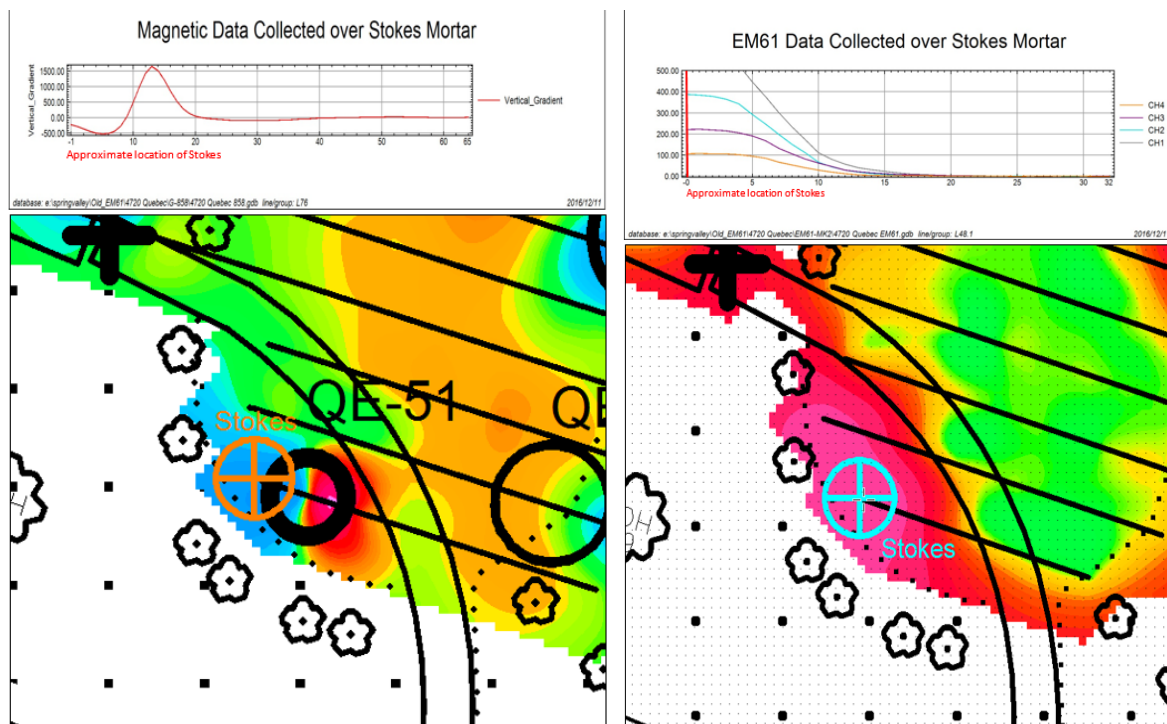 Magnetic Data Collected over Stokes Mortar
Vertical_Gradient
1500.00
1000.00
500.00
0.00
-500.00
-1 10 20 30 40 50 65
Vertical_Gradient
Approximate location of Stokes
database: e:\springvalley\Old_EM61\4720 Quebec\G-858\4720 Quebec 858.gdb line/group: L76 2016/12/11
QE-51
QE
Stokes
EM61 Data Collected over Stokes Mortar
500.00
400.00
300.00
200.00
100.00
0.00
-0 5 10 15 20 25 30 32
CH4
CH3
CH2
CH1
Approximate location of Stokes
database: e:\springvalley\Old_EM61\4720 Quebec\EM61-MK2\4720 Quebec EM61.gdb line/group: L48.1 2016/12/1
Stokes